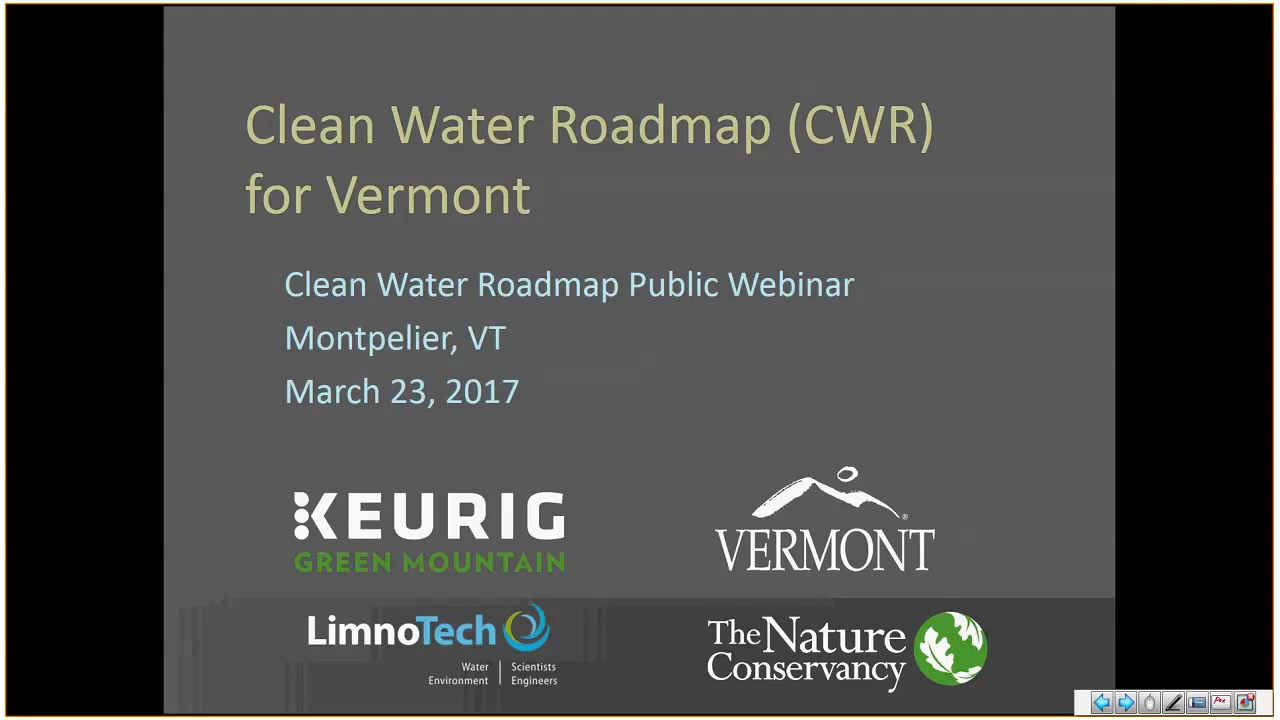 Clean Water Roadmap (CWR)
for Vermont
Clean Water Roadmap Public Webinar
Montpelier, VT
March 23, 2017
KEURIG
GREEN MOUNTAIN
VERMONT®
LimnoTech
Water | Scientists
Environment | Engineers
The Nature
Conservancy